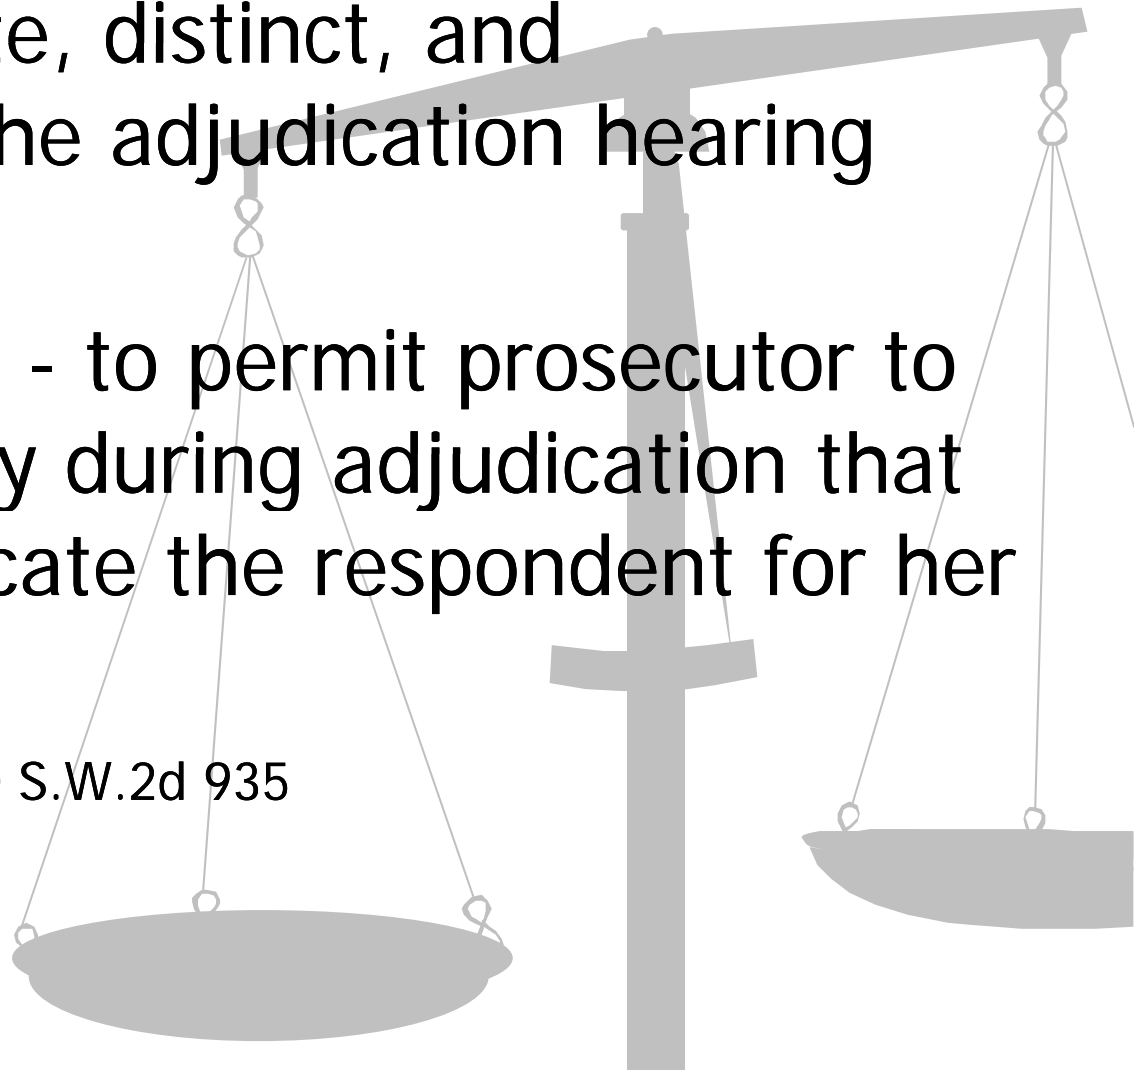 te, distinct, and
he adjudication hearing
- to permit prosecutor to
y during adjudication that
cate the respondent for her
S.W.2d 935